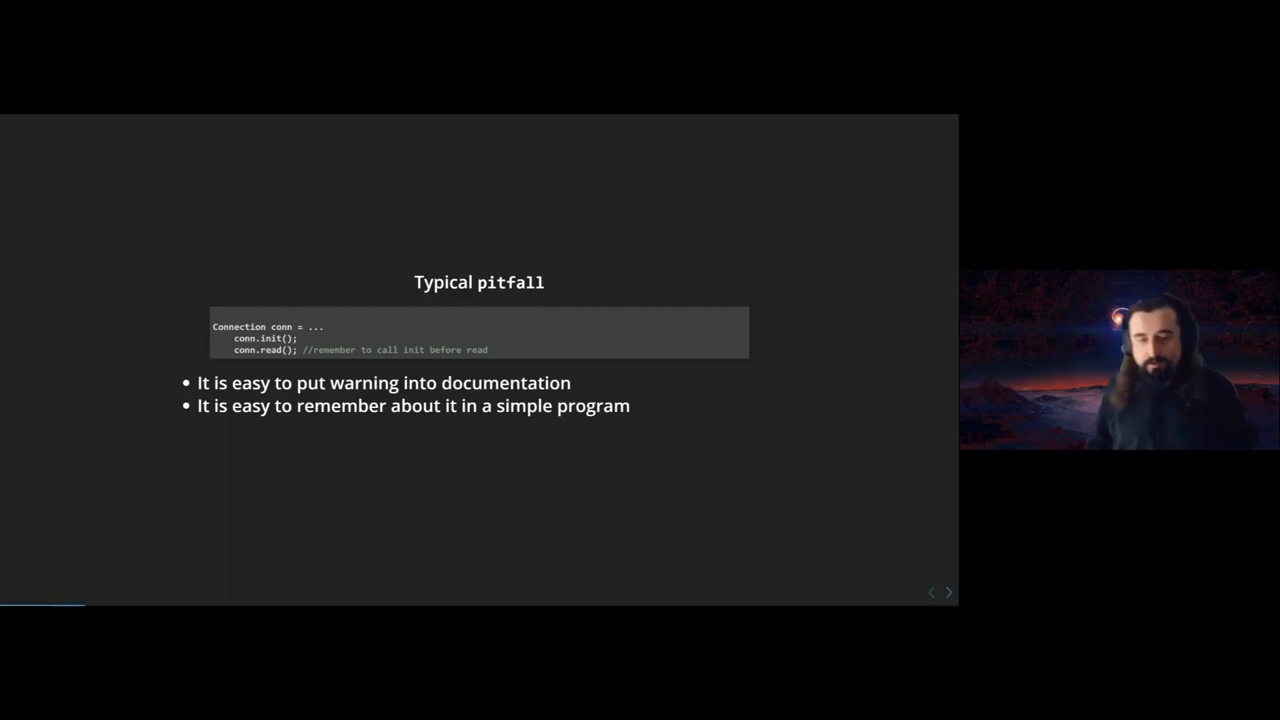 Typical pitfall
Connection conn = ...
conn.init();
conn.read(); //remember to call init before read
• It is easy to put warning into documentation
• It is easy to remember about it in a simple program